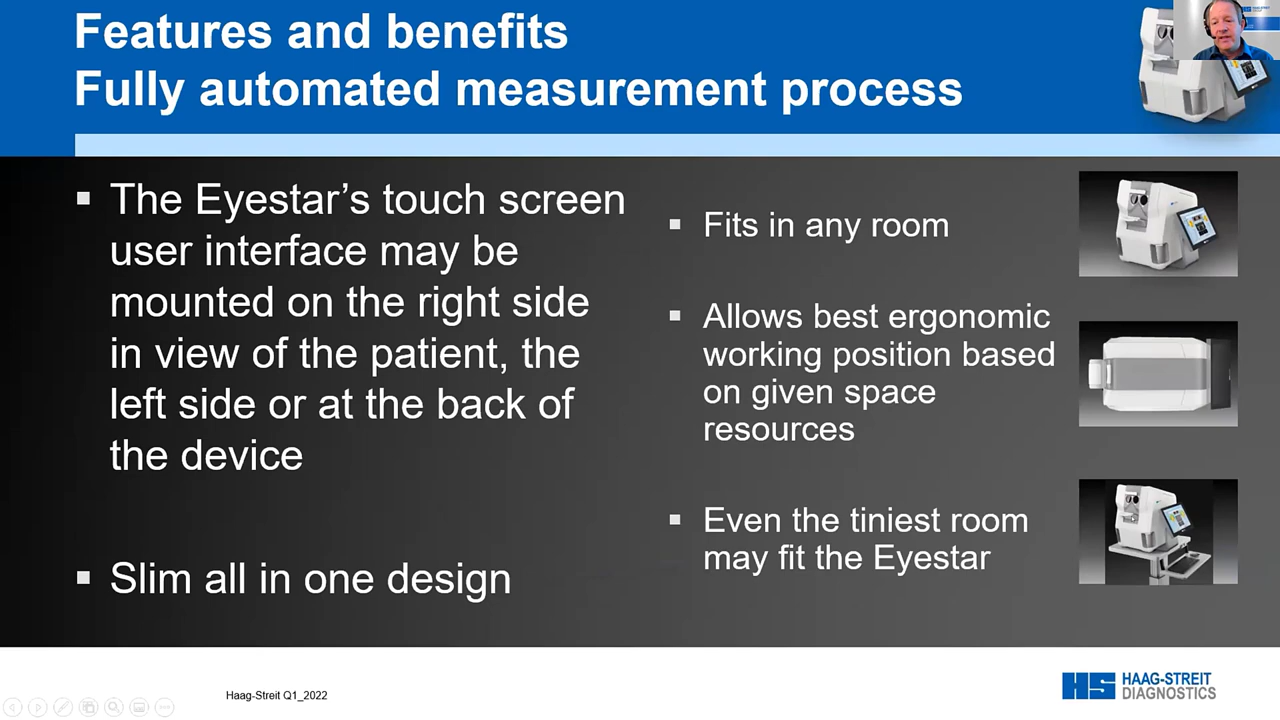 Features and benefits
Fully automated measurement process
▪ The Eyestar’s touch screen
user interface may be
mounted on the right side
in view of the patient, the
left side or at the back of
the device
▪ Slim all in one design
▪ Fits in any room
▪ Allows best ergonomic
working position based
on given space
resources
▪ Even the tiniest room
may fit the Eyestar
Haag-Streit Q1_2022
HS HAAG-STREIT
DIAGNOSTICS